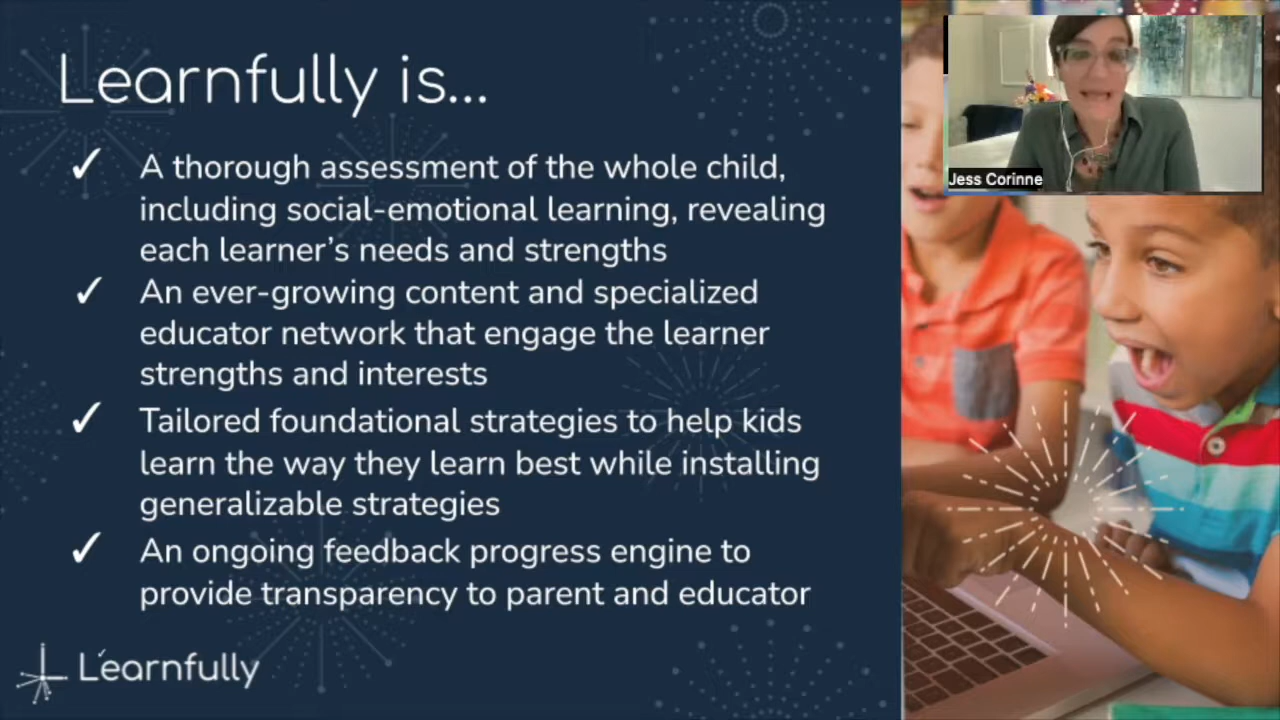 Learnfully is...
✓ A thorough assessment of the whole child,
including social-emotional learning, revealing
each learner’s needs and strengths
✓ An ever-growing content and specialized
educator network that engage the learner
strengths and interests
✓ Tailored foundational strategies to help kids
learn the way they learn best while installing
generalizable strategies
✓ An ongoing feedback progress engine to
provide transparency to parent and educator
Learnfully
Jess Corinne